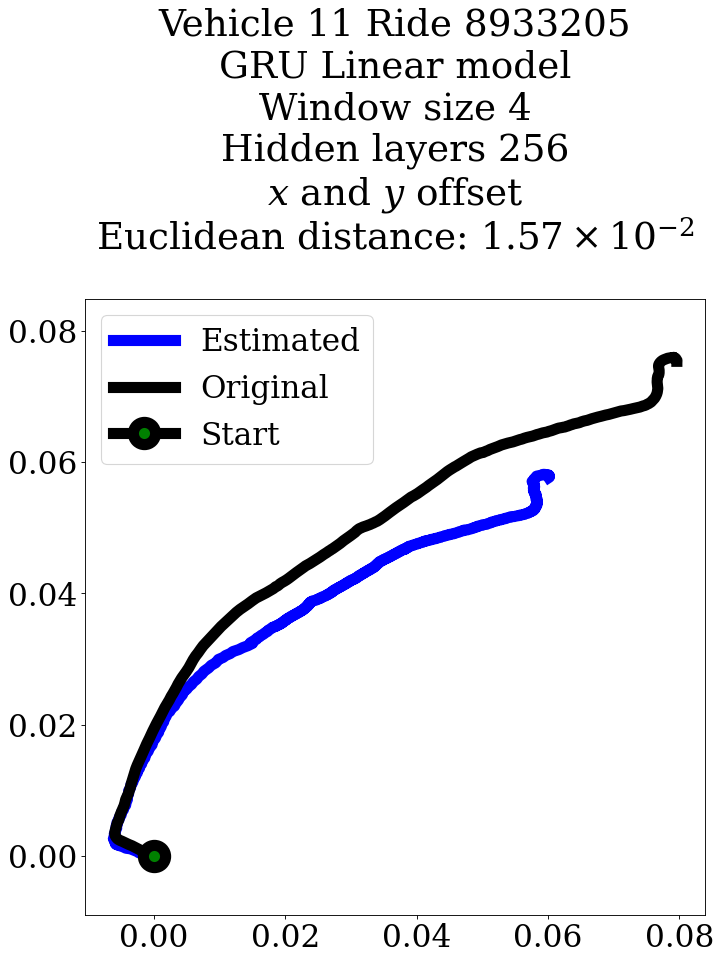 Vehicle 11 Ride 8933205
GRU Linear model
Window size 4
Hidden layers 256
x and y offset
Euclidean distance: 1.57 × 10⁻²
Estimated
Original
Start
0.08
0.06
0.04
0.02
0.00
0.00 0.02 0.04 0.06 0.08